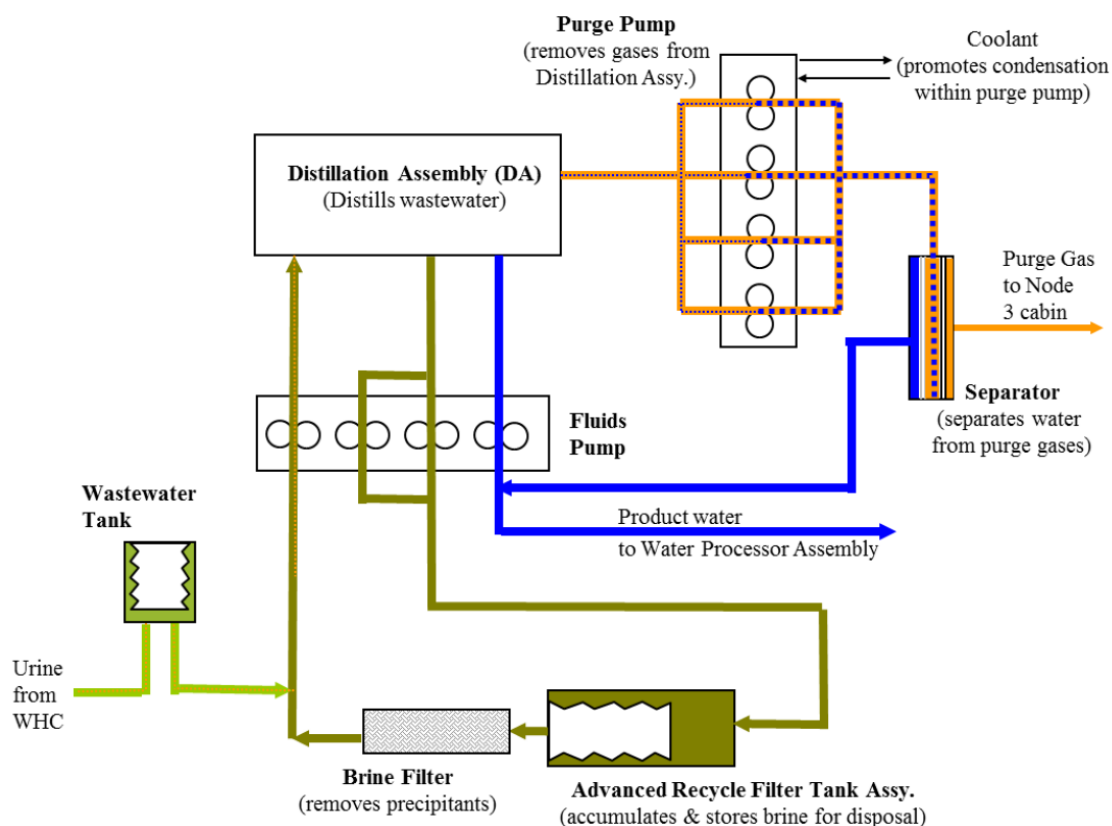 Purge Pump
(removes gases from
Distillation Assy.)
Coolant
(promotes condensation
within purge pump)
Distillation Assembly (DA)
(Distills wastewater)
Purge Gas
to Node
3 cabin
Separator
(separates water
from purge gases)
Fluids
Pump
Wastewater
Tank
Product water
to Water Processor Assembly
Urine
from
WHC
Brine Filter
(removes precipitants)
Advanced Recycle Filter Tank Assy.
(accumulates & stores brine for disposal)